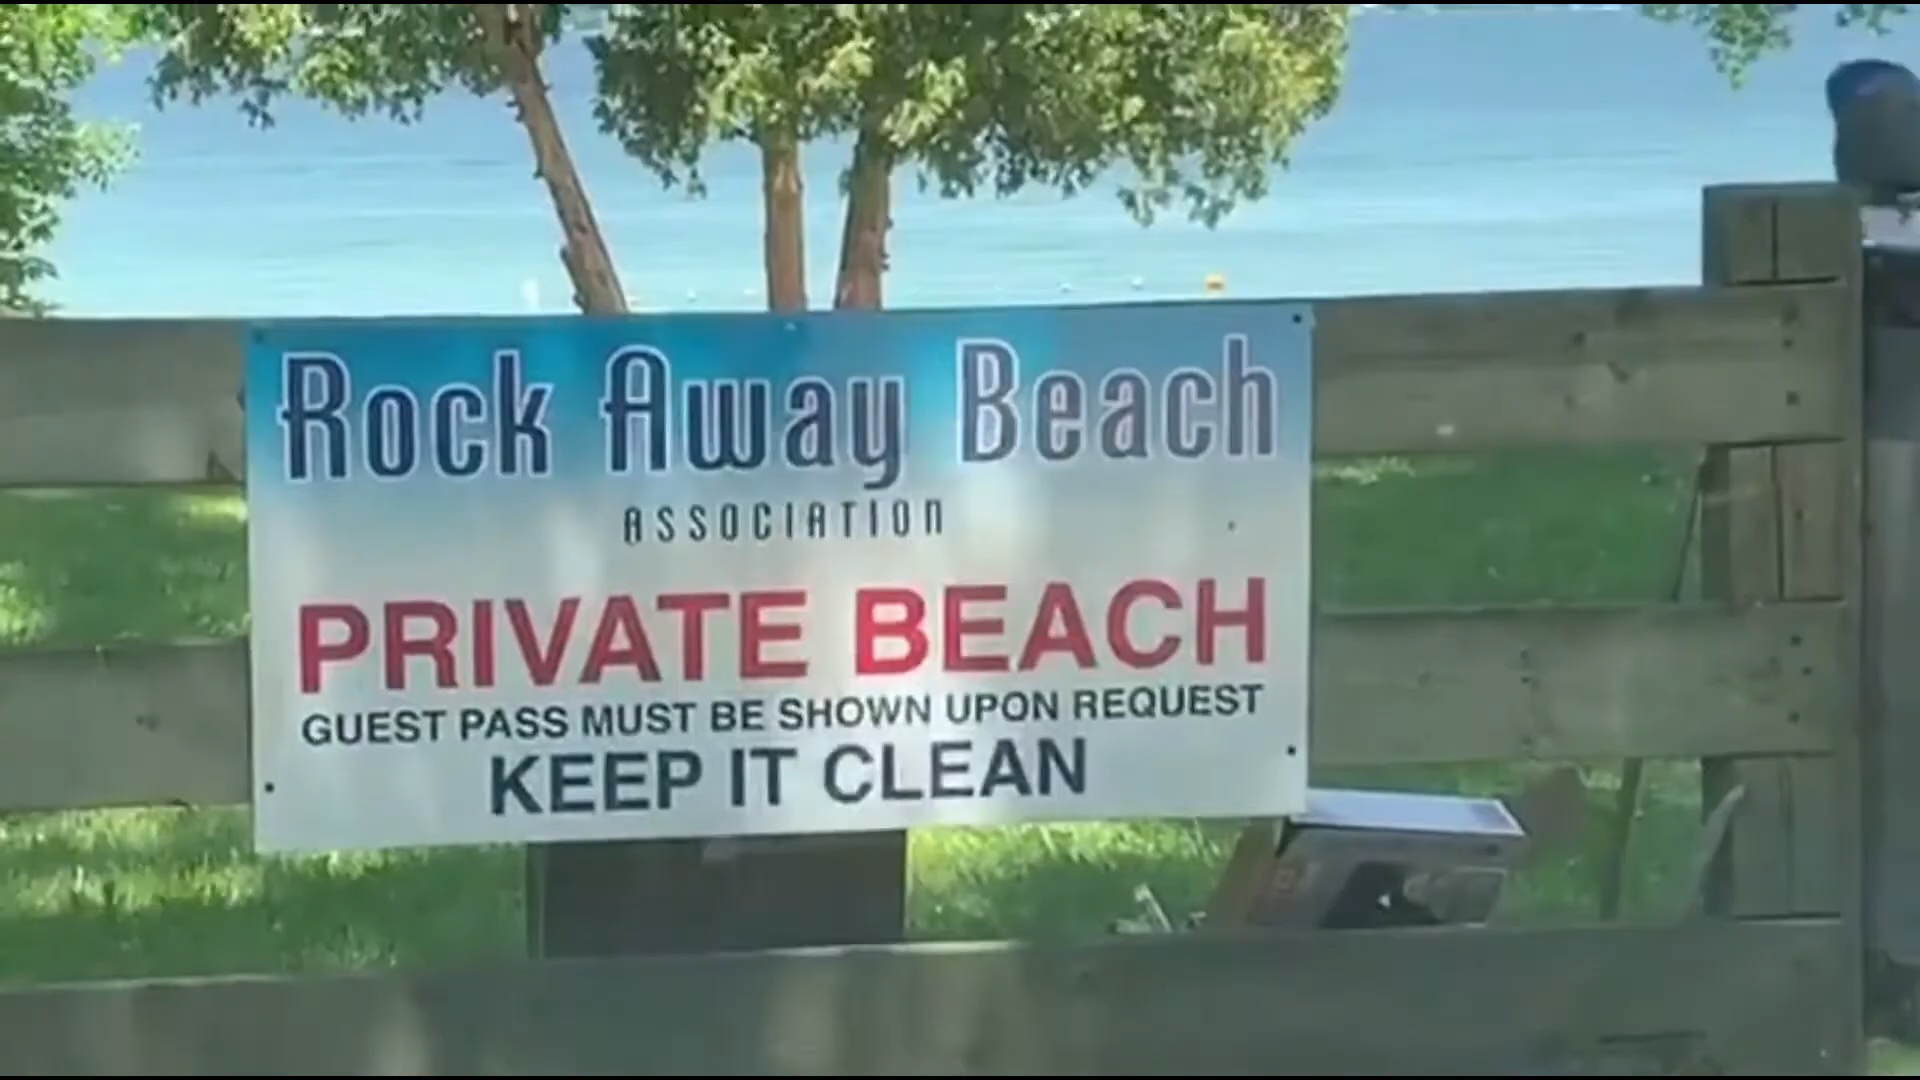 Rock Away Beach
ASSOCIATION
PRIVATE BEACH
GUEST PASS MUST BE SHOWN UPON REQUEST
KEEP IT CLEAN